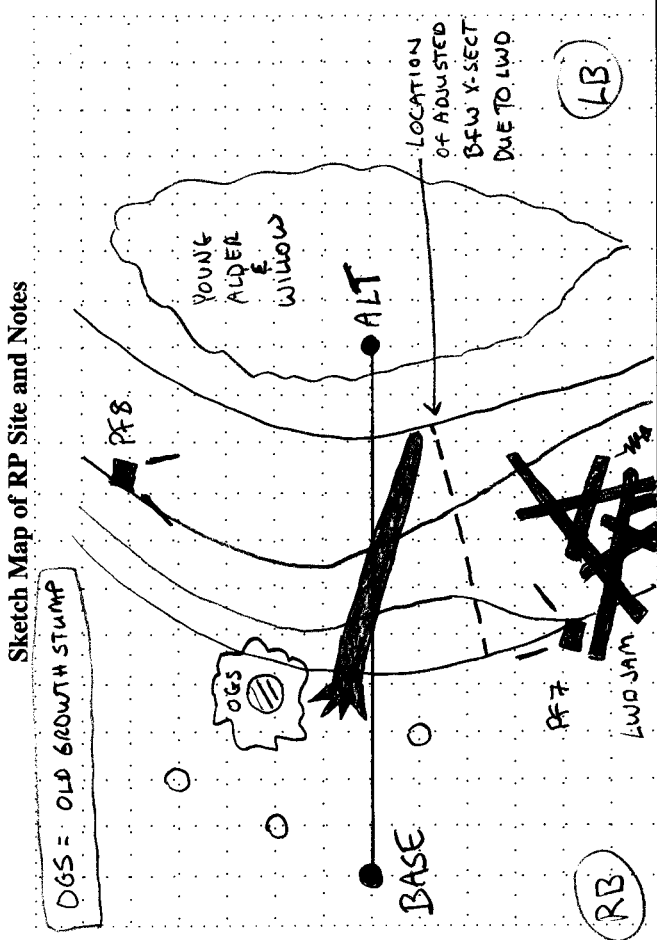 Sketch Map of RP Site and Notes
OGS = OLD GROWTH STUMP
PF8
YOUNG
ALDER
&
WILLOW
OGS
BASE
ALT
LOCATION
OF ADJUSTED
BFW X-SECT
DUE TO LWD
PF7
LWD JAM
RB
LB